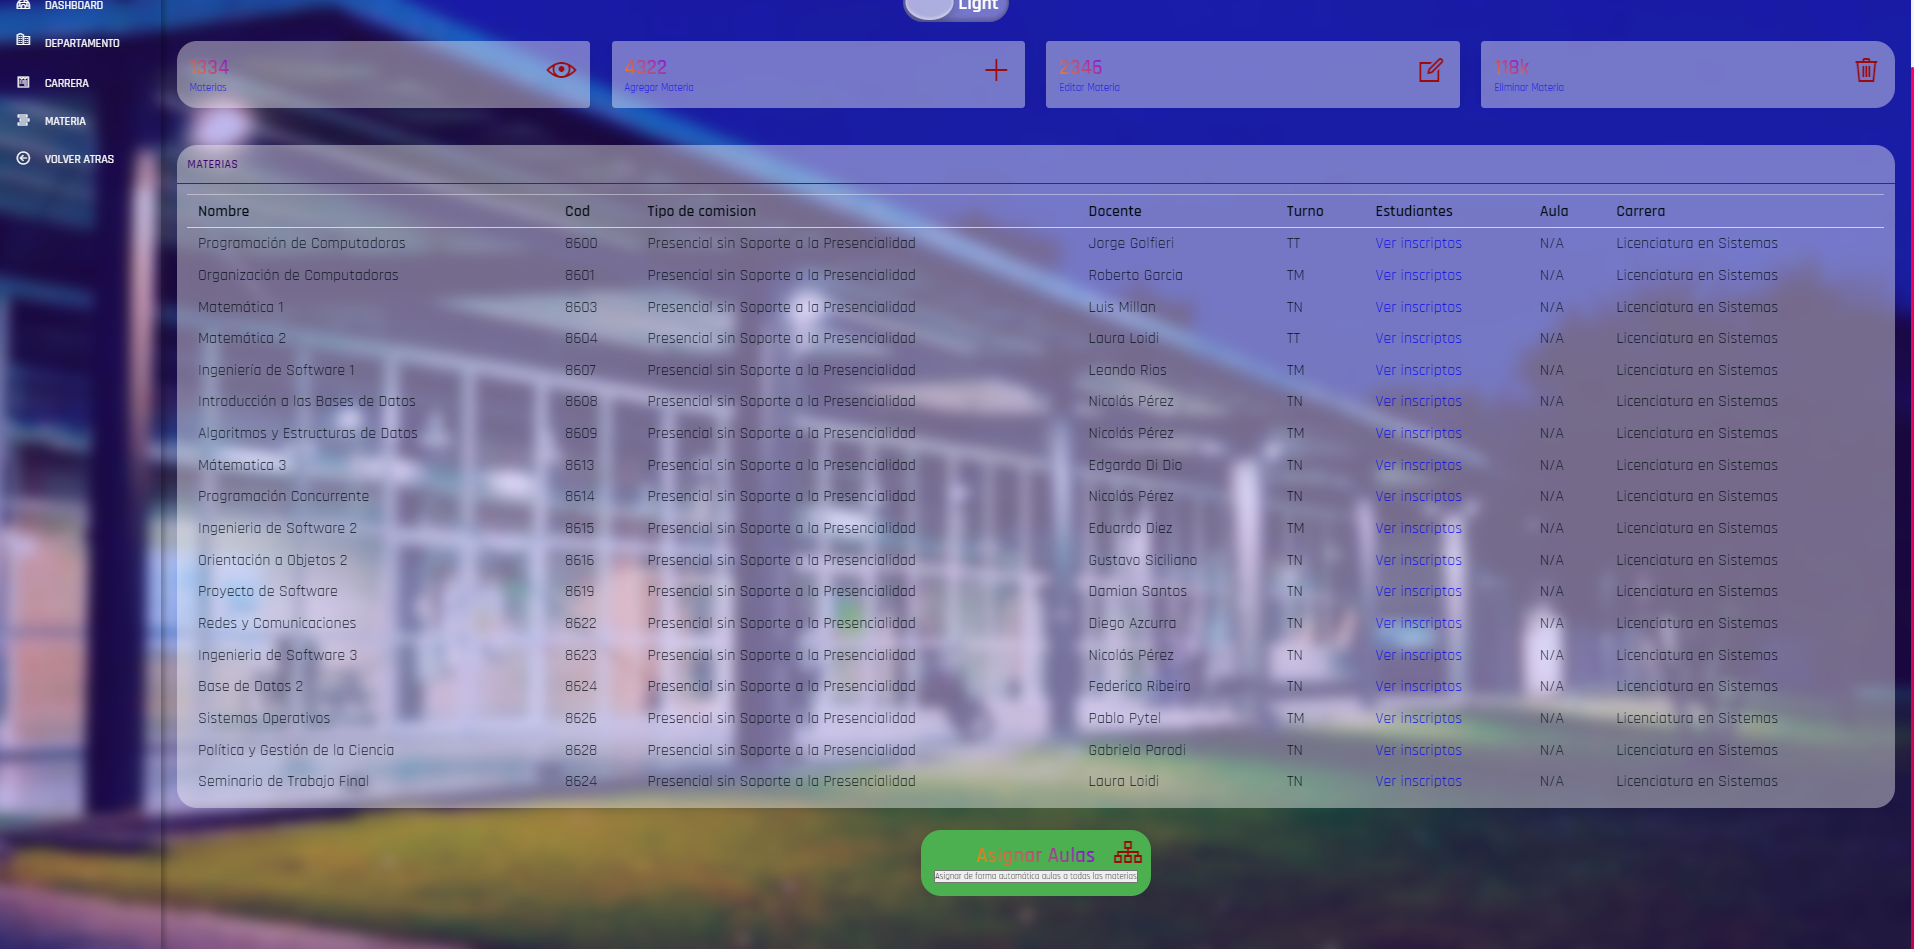 DASHBOARD
DEPARTAMENTO
CARRERA
MATERIA
VOLVER ATRAS
Light
1334
Materias
4322
Agregar Materia
2346
Editar Materia
118k
Eliminar Materia
MATERIAS
Nombre Cod Tipo de comision Docente Turno Estudiantes Aula Carrera
Programación de Computadoras 8600 Presencial sin Soporte a la Presencialidad Jorge Golfieri TT Ver inscriptos N/A Licenciatura en Sistemas
Organización de Computadoras 8601 Presencial sin Soporte a la Presencialidad Roberto Garcia TM Ver inscriptos N/A Licenciatura en Sistemas
Matemática 1 8603 Presencial sin Soporte a la Presencialidad Luis Millan TN Ver inscriptos N/A Licenciatura en Sistemas
Matemática 2 8604 Presencial sin Soporte a la Presencialidad Laura Loidi TT Ver inscriptos N/A Licenciatura en Sistemas
Ingeniería de Software 1 8607 Presencial sin Soporte a la Presencialidad Leando Rios TM Ver inscriptos N/A Licenciatura en Sistemas
Introducción a las Bases de Datos 8608 Presencial sin Soporte a la Presencialidad Nicolás Pérez TN Ver inscriptos N/A Licenciatura en Sistemas
Algoritmos y Estructuras de Datos 8609 Presencial sin Soporte a la Presencialidad Nicolás Pérez TM Ver inscriptos N/A Licenciatura en Sistemas
Mátematica 3 8613 Presencial sin Soporte a la Presencialidad Edgardo Di Dio TN Ver inscriptos N/A Licenciatura en Sistemas
Programación Concurrente 8614 Presencial sin Soporte a la Presencialidad Nicolás Pérez TN Ver inscriptos N/A Licenciatura en Sistemas
Ingenieria de Software 2 8615 Presencial sin Soporte a la Presencialidad Eduardo Diez TM Ver inscriptos N/A Licenciatura en Sistemas
Orientación a Objetos 2 8616 Presencial sin Soporte a la Presencialidad Gustavo Siciliano TN Ver inscriptos N/A Licenciatura en Sistemas
Proyecto de Software 8619 Presencial sin Soporte a la Presencialidad Damian Santos TN Ver inscriptos N/A Licenciatura en Sistemas
Redes y Comunicaciones 8622 Presencial sin Soporte a la Presencialidad Diego Azcurra TN Ver inscriptos N/A Licenciatura en Sistemas
Ingenieria de Software 3 8623 Presencial sin Soporte a la Presencialidad Nicolás Pérez TN Ver inscriptos N/A Licenciatura en Sistemas
Base de Datos 2 8624 Presencial sin Soporte a la Presencialidad Federico Ribeiro TN Ver inscriptos N/A Licenciatura en Sistemas
Sistemas Operativos 8626 Presencial sin Soporte a la Presencialidad Pablo Pytel TM Ver inscriptos N/A Licenciatura en Sistemas
Política y Gestión de la Ciencia 8628 Presencial sin Soporte a la Presencialidad Gabriela Parodi TN Ver inscriptos N/A Licenciatura en Sistemas
Seminario de Trabajo Final 8624 Presencial sin Soporte a la Presencialidad Laura Loidi TN Ver inscriptos N/A Licenciatura en Sistemas
Asignar Aulas
Asignar de forma automática aulas a todas las materias